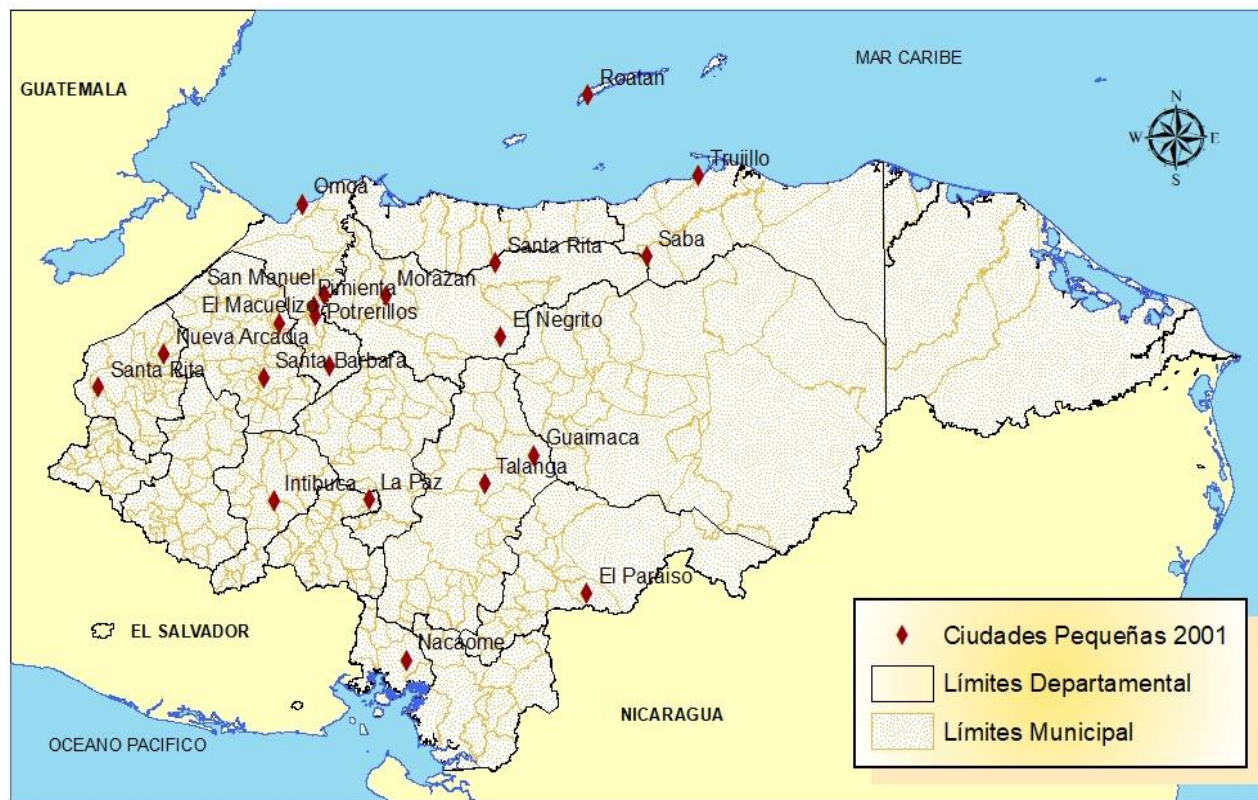 MAR CARIBE
Roatan
GUATEMALA
N
W E
S
Trujillo
Omoa
Santa Rita
Saba
San Manuel
Morazan
Pimienta
El Macuelizo
Potrerillos
El Negrito
Nueva Arcadia
Santa Rita
Santa Barbara
Guaimaca
Talanga
Intibuca
La Paz
El Paraiso
EL SALVADOR
Nacaome
NICARAGUA
OCEANO PACIFICO
Ciudades Pequeñas 2001
Límites Departamental
Límites Municipal